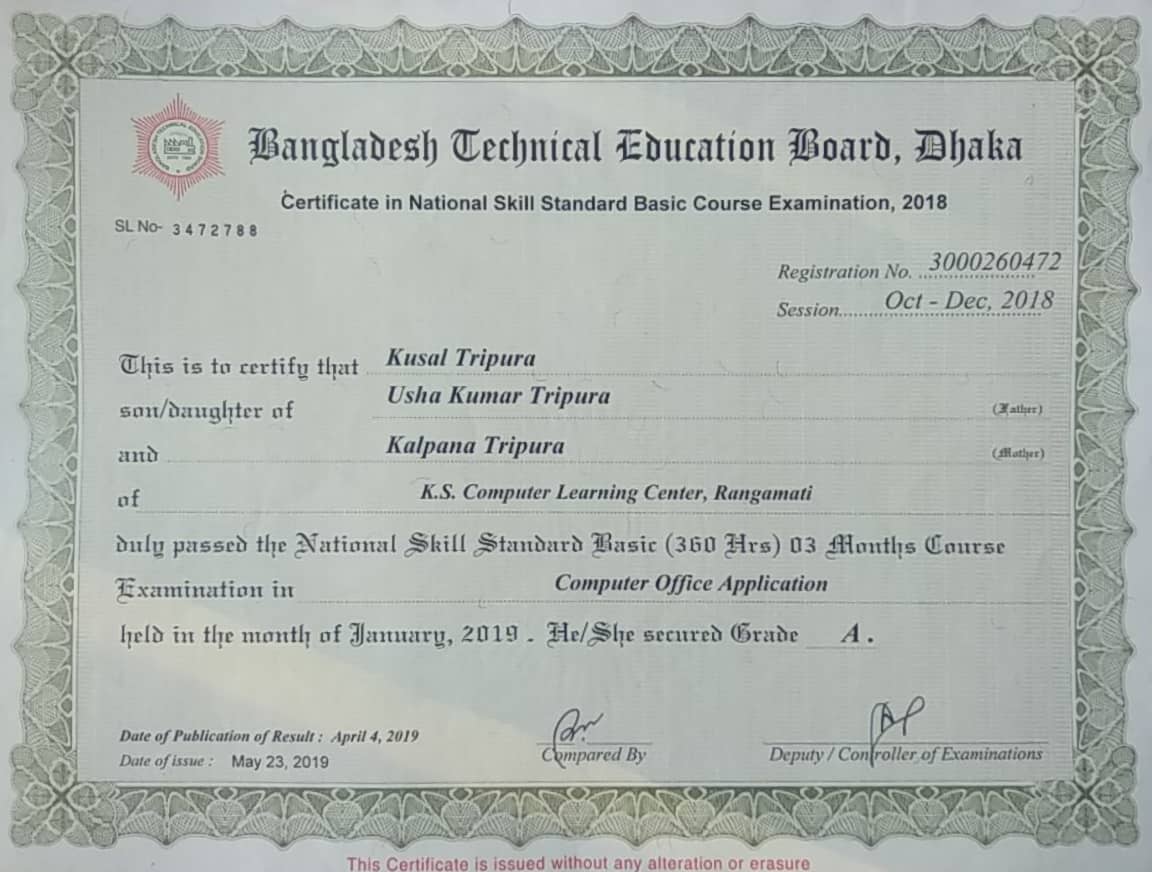 Bangladesh Technical Education Board, Dhaka
Certificate in National Skill Standard Basic Course Examination, 2018
SL No- 3472788
Registration No. 3000260472
Session Oct - Dec, 2018
This is to certify that Kusal Tripura
son/daughter of Usha Kumar Tripura (Father)
and Kalpana Tripura (Mother)
of K.S. Computer Learning Center, Rangamati
duly passed the National Skill Standard Basic (360 Hrs) 03 Months Course
Examination in Computer Office Application
held in the month of January, 2019. He/She secured Grade A.
Date of Publication of Result : April 4, 2019
Date of issue : May 23, 2019
Compared By
Deputy / Controller of Examinations
This Certificate is issued without any alteration or erasure